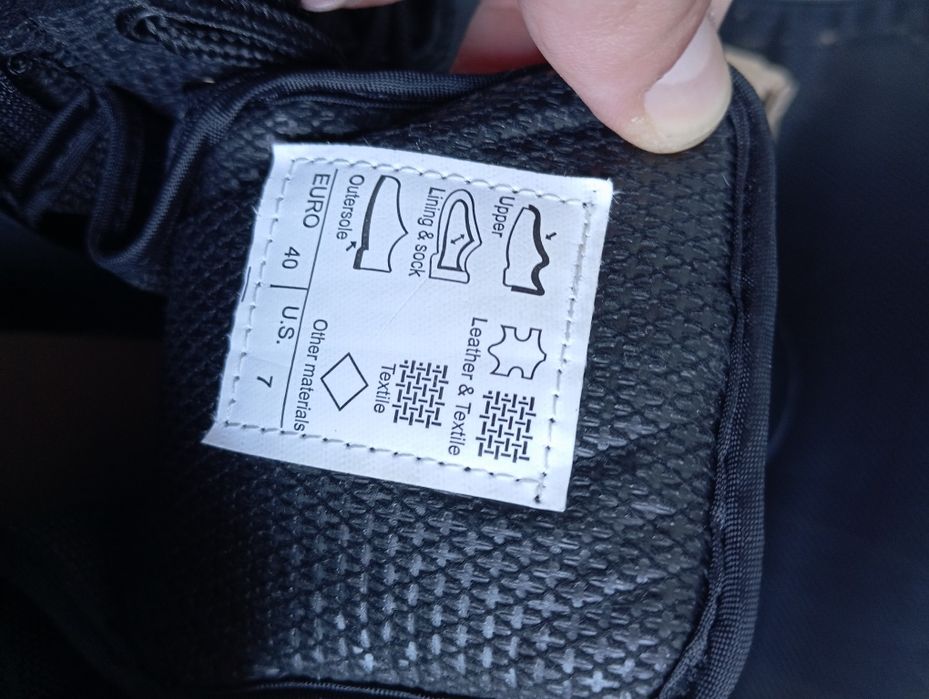 Upper
Leather & Textile
Lining & sock
Textile
Outersole
Other materials
EURO 40 U.S. 7